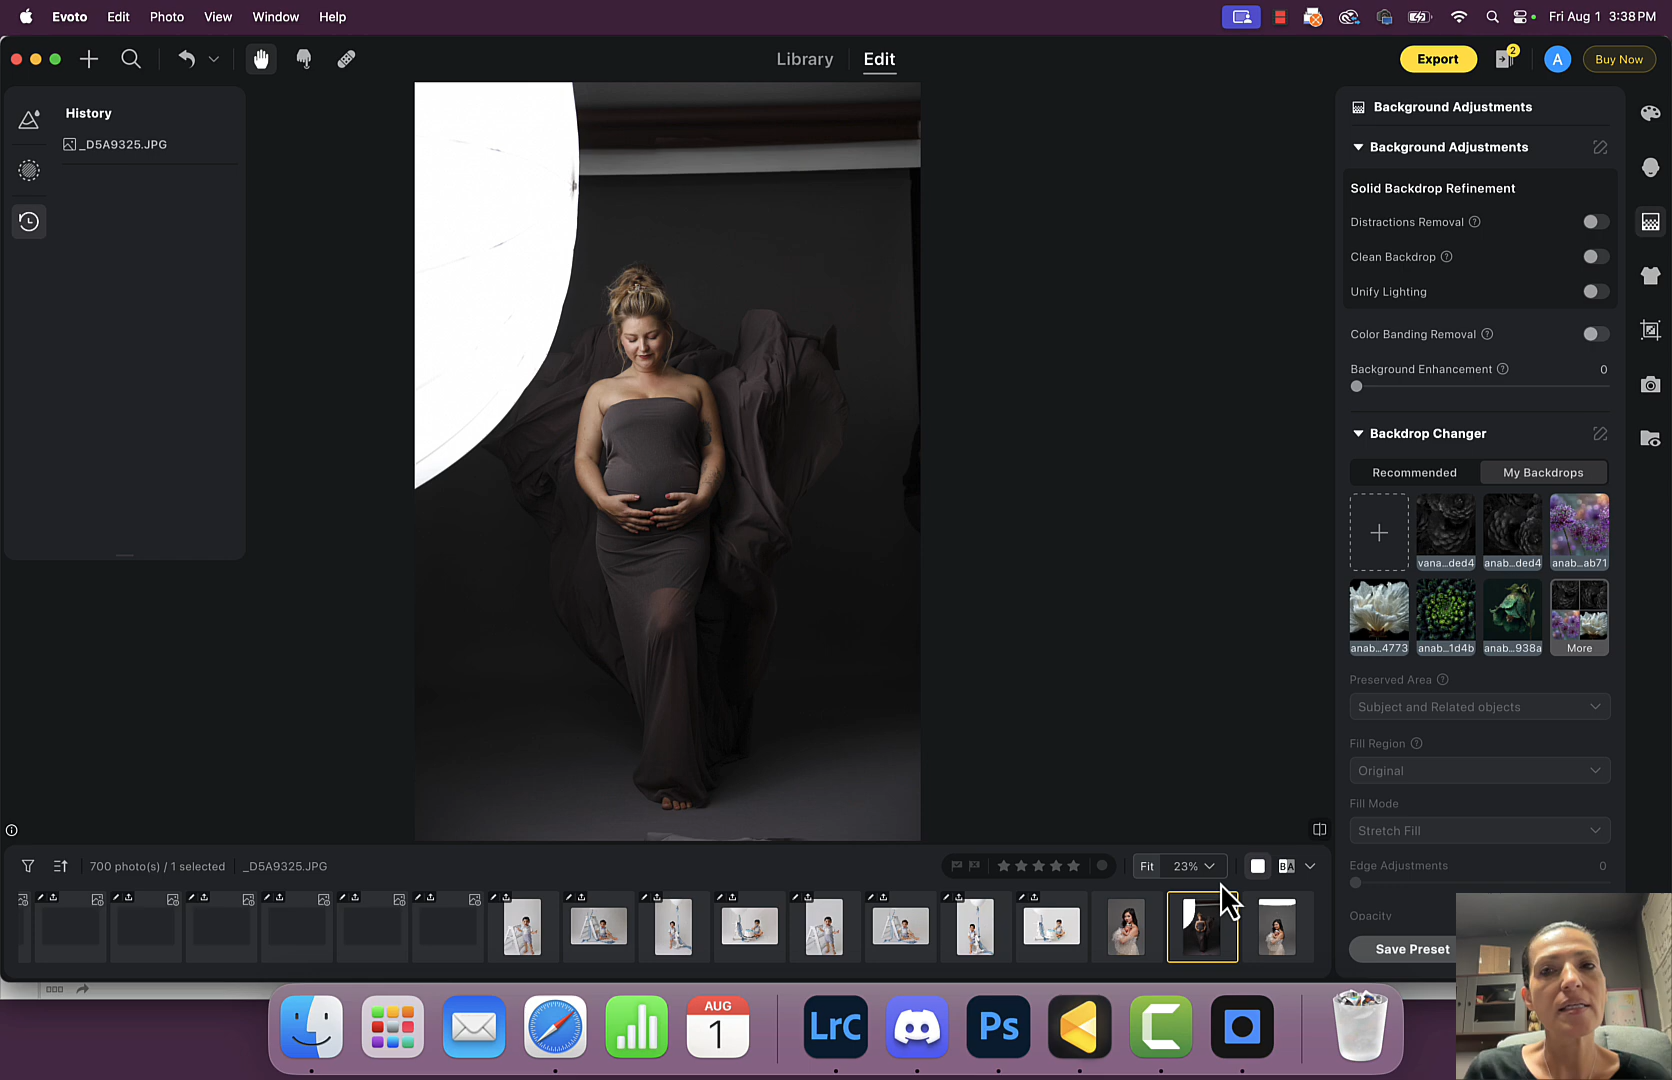 Evoto Edit Photo View Window Help
Fri Aug 1 3:38PM
Library Edit
Export 2 A Buy Now
History
_D5A9325.JPG
Background Adjustments
Background Adjustments
Solid Backdrop Refinement
Distractions Removal ?
Clean Backdrop ?
Unify Lighting
Color Banding Removal ?
Background Enhancement ? 0
Backdrop Changer
Recommended My Backdrops
vana...ded4 anab...ded4 anab...ab71
anab...4773 anab...1d4b anab...938a More
Preserved Area ?
Subject and Related objects
Fill Region ?
Original
Fill Mode
Stretch Fill
Edge Adjustments 0
Opacity
Save Preset
700 photo(s) / 1 selected _D5A9325.JPG
Fit 23% BA
AUG
1
LrC Ps